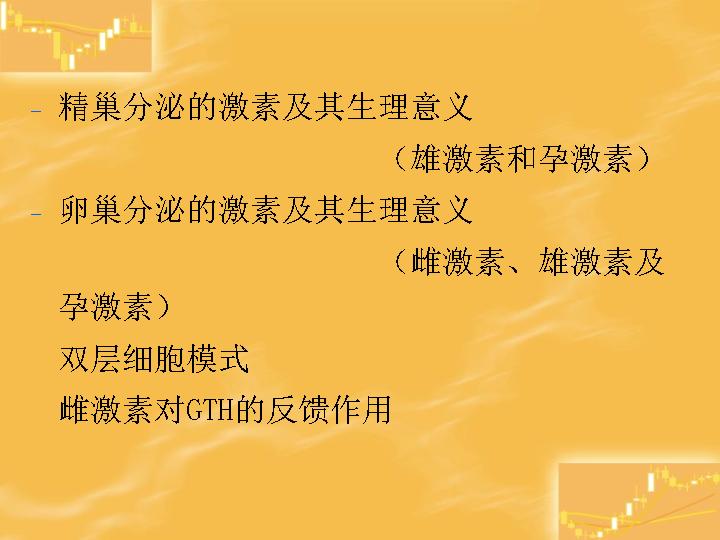 – 精巢分泌的激素及其生理意义
（雄激素和孕激素）
– 卵巢分泌的激素及其生理意义
（雌激素、雄激素及
孕激素）
双层细胞模式
雌激素对GTH的反馈作用